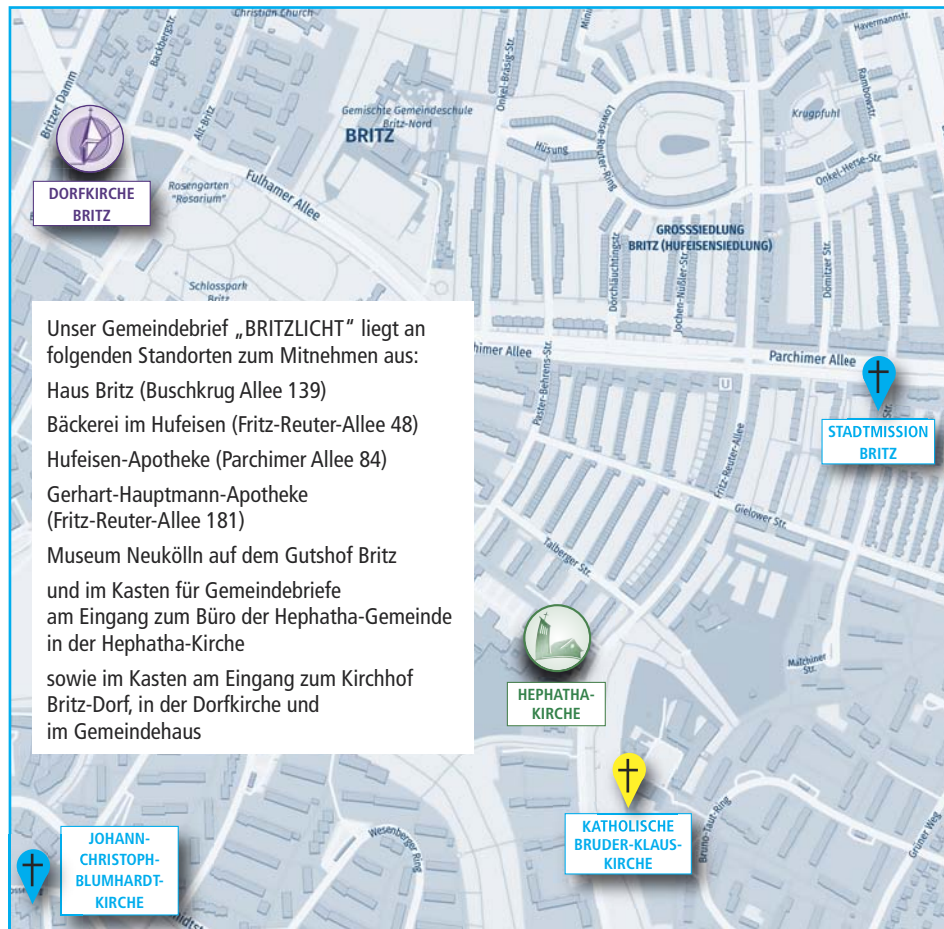 Christian Church
Havermannstr.
Backbergstr.
Onkel-Bräsig-Str.
Rambowstr.
Britzer Damm
Alt-Britz
Gemischte Gemeindeschule
Britz-Nord
BRITZ
Lowise-Reuter-Ring
Krugpfuhl
Hüsung
Onkel-Herse-Str.
DORFKIRCHE
BRITZ
Rosengarten
"Rosarium"
Fulhamer Allee
GROSSSIEDLUNG
BRITZ (HUFEISENSIEDLUNG)
Dörchläuchtingstr.
Jochen-Nüßler-Str.
Dömitzer Str.
Schlosspark
Britz
Unser Gemeindebrief „BRITZLICHT“ liegt an
folgenden Standorten zum Mitnehmen aus:
Haus Britz (Buschkrug Allee 139)
Bäckerei im Hufeisen (Fritz-Reuter-Allee 48)
Hufeisen-Apotheke (Parchimer Allee 84)
Gerhart-Hauptmann-Apotheke
(Fritz-Reuter-Allee 181)
Museum Neukölln auf dem Gutshof Britz
und im Kasten für Gemeindebriefe
am Eingang zum Büro der Hephatha-Gemeinde
in der Hephatha-Kirche
sowie im Kasten am Eingang zum Kirchhof
Britz-Dorf, in der Dorfkirche und
im Gemeindehaus
himer Allee
Parchimer Allee
Paster-Behrens-Str.
U
Str.
STADTMISSION
BRITZ
Fritz-Reuter-Allee
Gielower Str.
Talberger Str.
Malchiner
Str.
HEPHATHA-
KIRCHE
KATHOLISCHE
BRUDER-KLAUS-
KIRCHE
Bruno-Taut-Ring
Grüner Weg
Wesenberger Ring
JOHANN-
CHRISTOPH-
BLUMHARDT-
KIRCHE